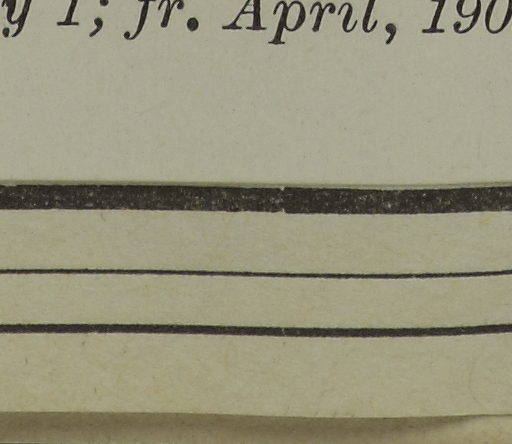 y 1; fr. April, 190